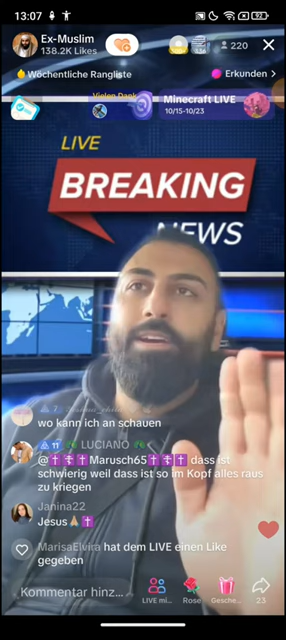 13:07
92
Ex-Muslim
138.2K Likes
220
Wöchentliche Rangliste
Erkunden >
Vielen Dank
Minecraft LIVE
10/15-10/23
LIVE
BREAKING
NEWS
wo kann ich an schauen
11 LUCIANO
@✝️☦️✝️Marusch65✝️☦️✝️ dass ist
schwierig weil dass ist so im Kopf alles raus
zu kriegen
Janina22
Jesus🙏🏼✝️
MarisaElvira hat dem LIVE einen Like
gegeben
Kommentar hinz...
LIVE mi...
Rose
Gesche...
23